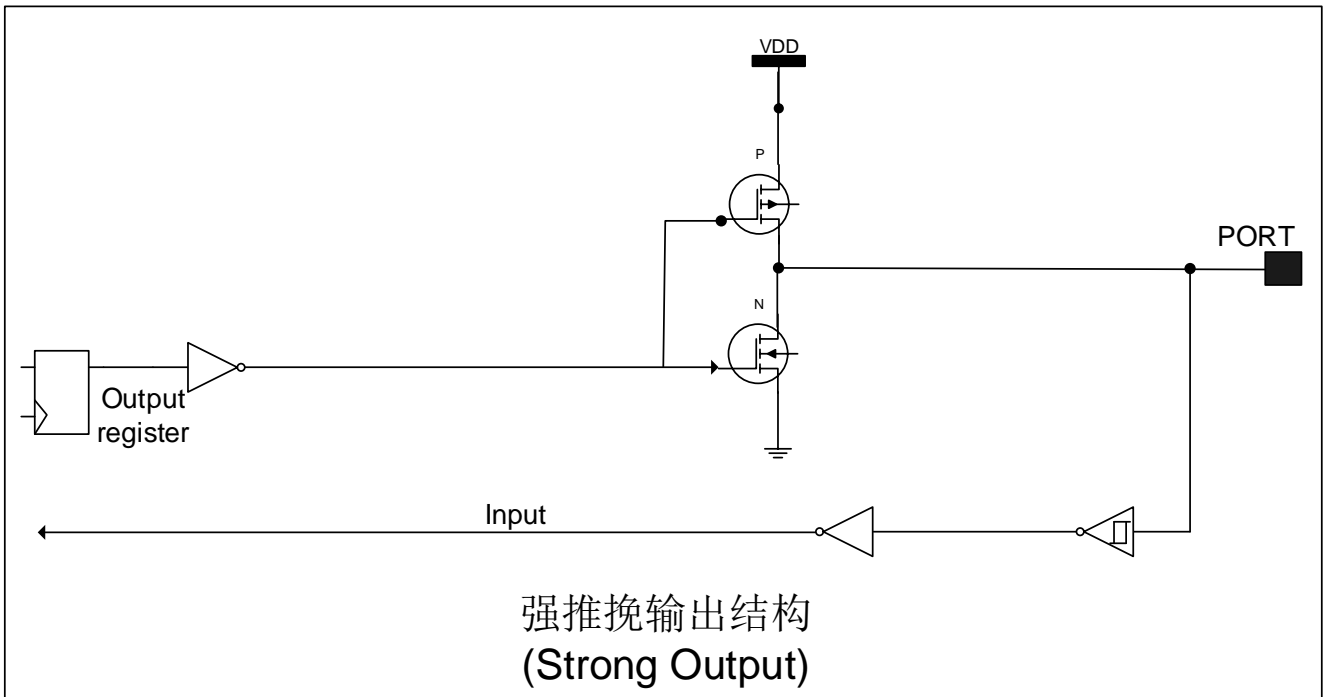 VDD
P
PORT
N
Output
register
Input
强推挽输出结构
(Strong Output)